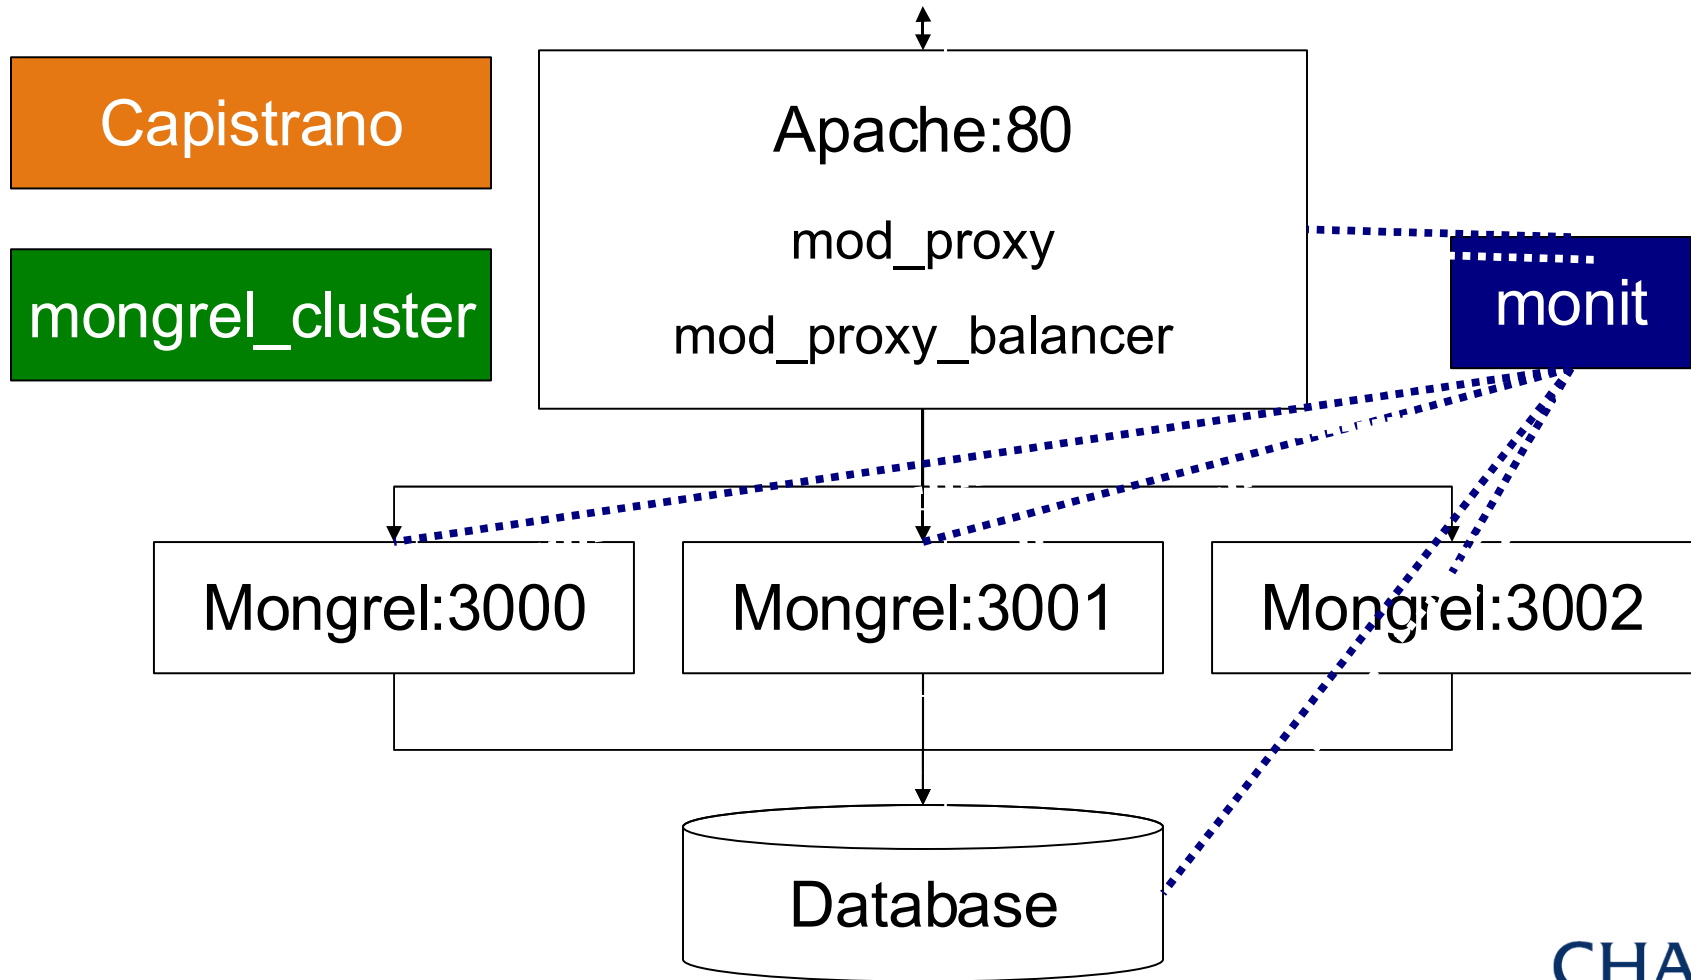 Capistrano
Apache:80
mod_proxy
mod_proxy_balancer
mongrel_cluster
monit
Mongrel:3000
Mongrel:3001
Mongrel:3002
Database